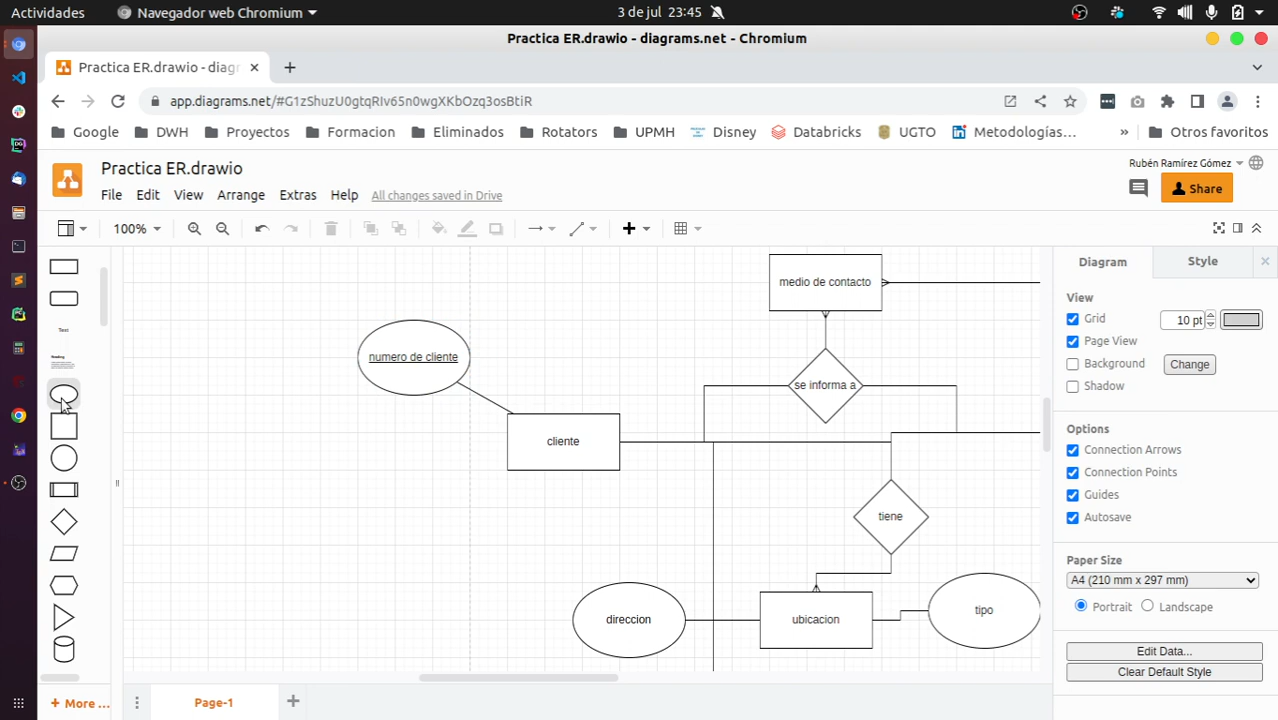 Actividades
Navegador web Chromium
3 de jul 23:45
Practica ER.drawio - diagrams.net - Chromium
Practica ER.drawio - diagr
app.diagrams.net/#G1zShuzU0gtqRIv65n0wgXKbOzq3osBtiR
Google
DWH
Proyectos
Formacion
Eliminados
Rotators
UPMH
Disney
Databricks
UGTO
Metodologías...
»
Otros favoritos
Practica ER.drawio
Rubén Ramírez Gómez
File
Edit
View
Arrange
Extras
Help
All changes saved in Drive
Share
100%
Text
Heading
medio de contacto
numero de cliente
se informa a
cliente
tiene
direccion
ubicacion
tipo
Diagram
Style
View
Grid
10 pt
Page View
Background
Change
Shadow
Options
Connection Arrows
Connection Points
Guides
Autosave
Paper Size
A4 (210 mm x 297 mm)
Portrait
Landscape
Edit Data...
Clear Default Style
+ More ...
Page-1